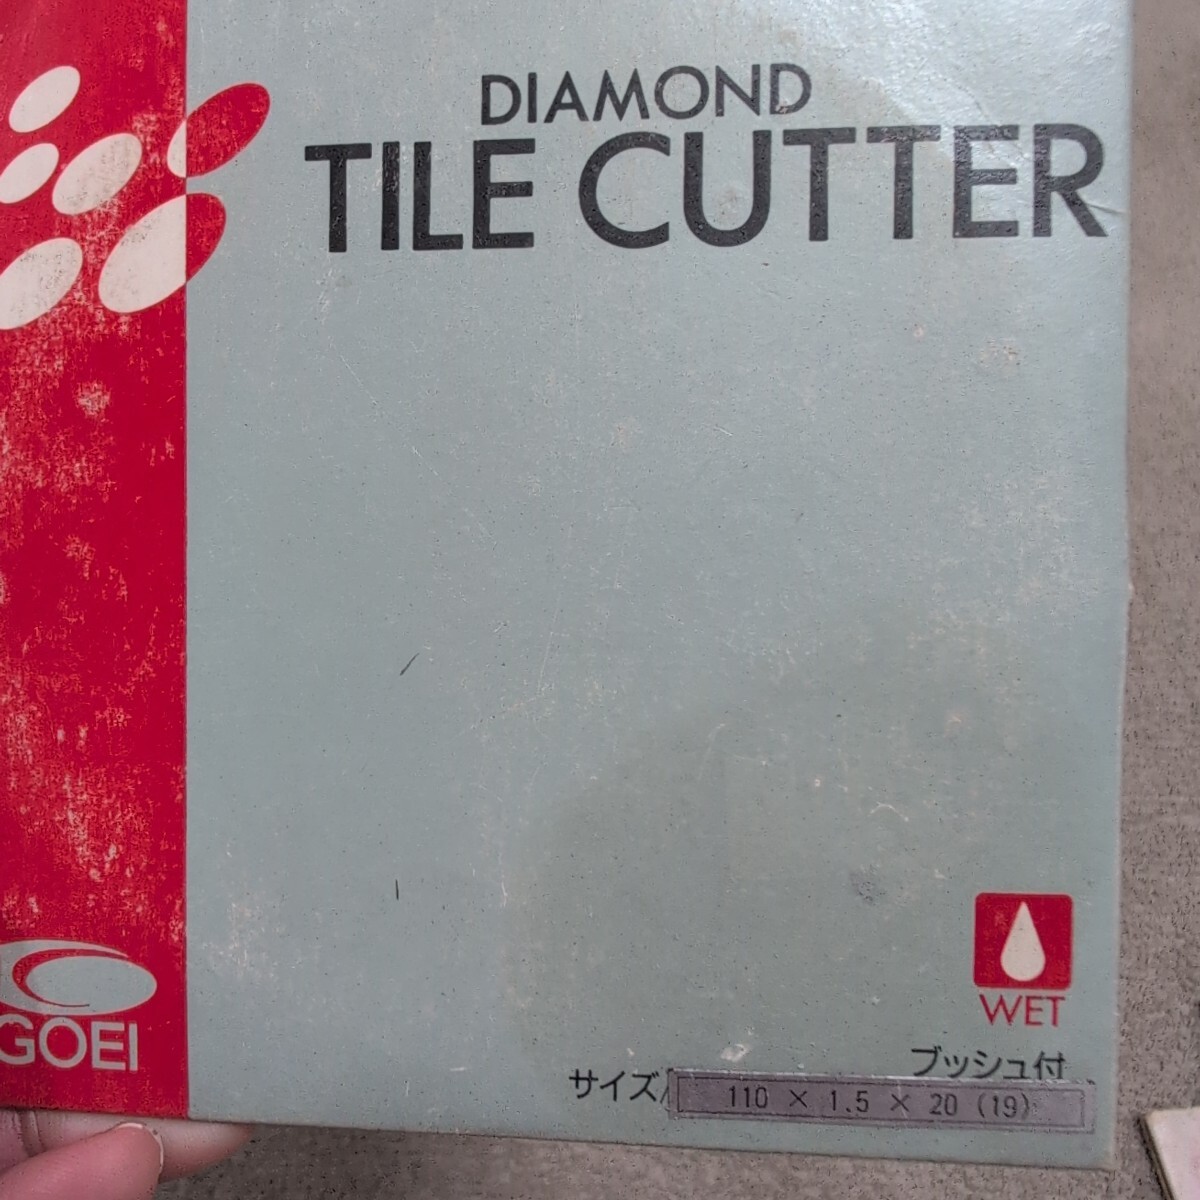 DIAMOND
TILE CUTTER
WET
GOEI
ブッシュ付
サイズ/
110 × 1.5 × 20 (19)